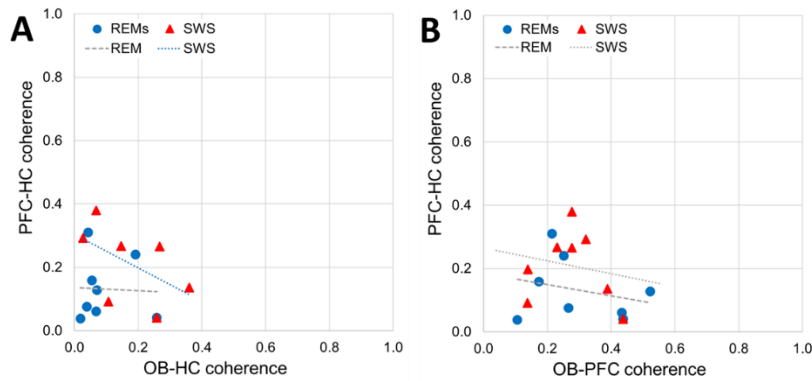 A
REMs SWS
REM SWS
PFC-HC coherence
1.0
0.8
0.6
0.4
0.2
0.0
0.0 0.2 0.4 0.6 0.8 1.0
OB-HC coherence
B
REMs SWS
REM SWS
PFC-HC coherence
1.0
0.8
0.6
0.4
0.2
0.0
0.0 0.2 0.4 0.6 0.8 1.0
OB-PFC coherence